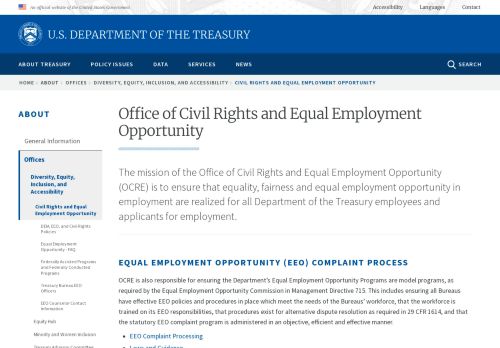 An official website of the United States Government
Accessibility Languages Contact
U.S. DEPARTMENT OF THE TREASURY
ABOUT TREASURY POLICY ISSUES DATA SERVICES NEWS SEARCH
HOME › ABOUT › OFFICES › DIVERSITY, EQUITY, INCLUSION, AND ACCESSIBILITY › CIVIL RIGHTS AND EQUAL EMPLOYMENT OPPORTUNITY
ABOUT
General Information
Offices
Diversity, Equity,
Inclusion, and
Accessibility
Civil Rights and Equal
Employment Opportunity
DEIA, EEO, and Civil Rights
Policies
Equal Employment
Opportunity - FAQ
Federally Assisted Programs
and Federally Conducted
Programs
Treasury Bureau EEO
Officers
EEO Counselor Contact
Information
Equity Hub
Minority and Women Inclusion
Office of Civil Rights and Equal Employment
Opportunity
The mission of the Office of Civil Rights and Equal Employment Opportunity
(OCRE) is to ensure that equality, fairness and equal employment opportunity in
employment are realized for all Department of the Treasury employees and
applicants for employment.
EQUAL EMPLOYMENT OPPORTUNITY (EEO) COMPLAINT PROCESS
OCRE is also responsible for ensuring the Department's Equal Employment Opportunity Programs are model programs, as
required by the Equal Employment Opportunity Commission in Management Directive 715. This includes ensuring all Bureaus
have effective EEO policies and procedures in place which meet the needs of the Bureaus' workforce, that the workforce is
trained on its EEO responsibilities, that procedures exist for alternative dispute resolution as required in 29 CFR 1614, and that
the statutory EEO complaint program is administered in an objective, efficient and effective manner.
• EEO Complaint Processing